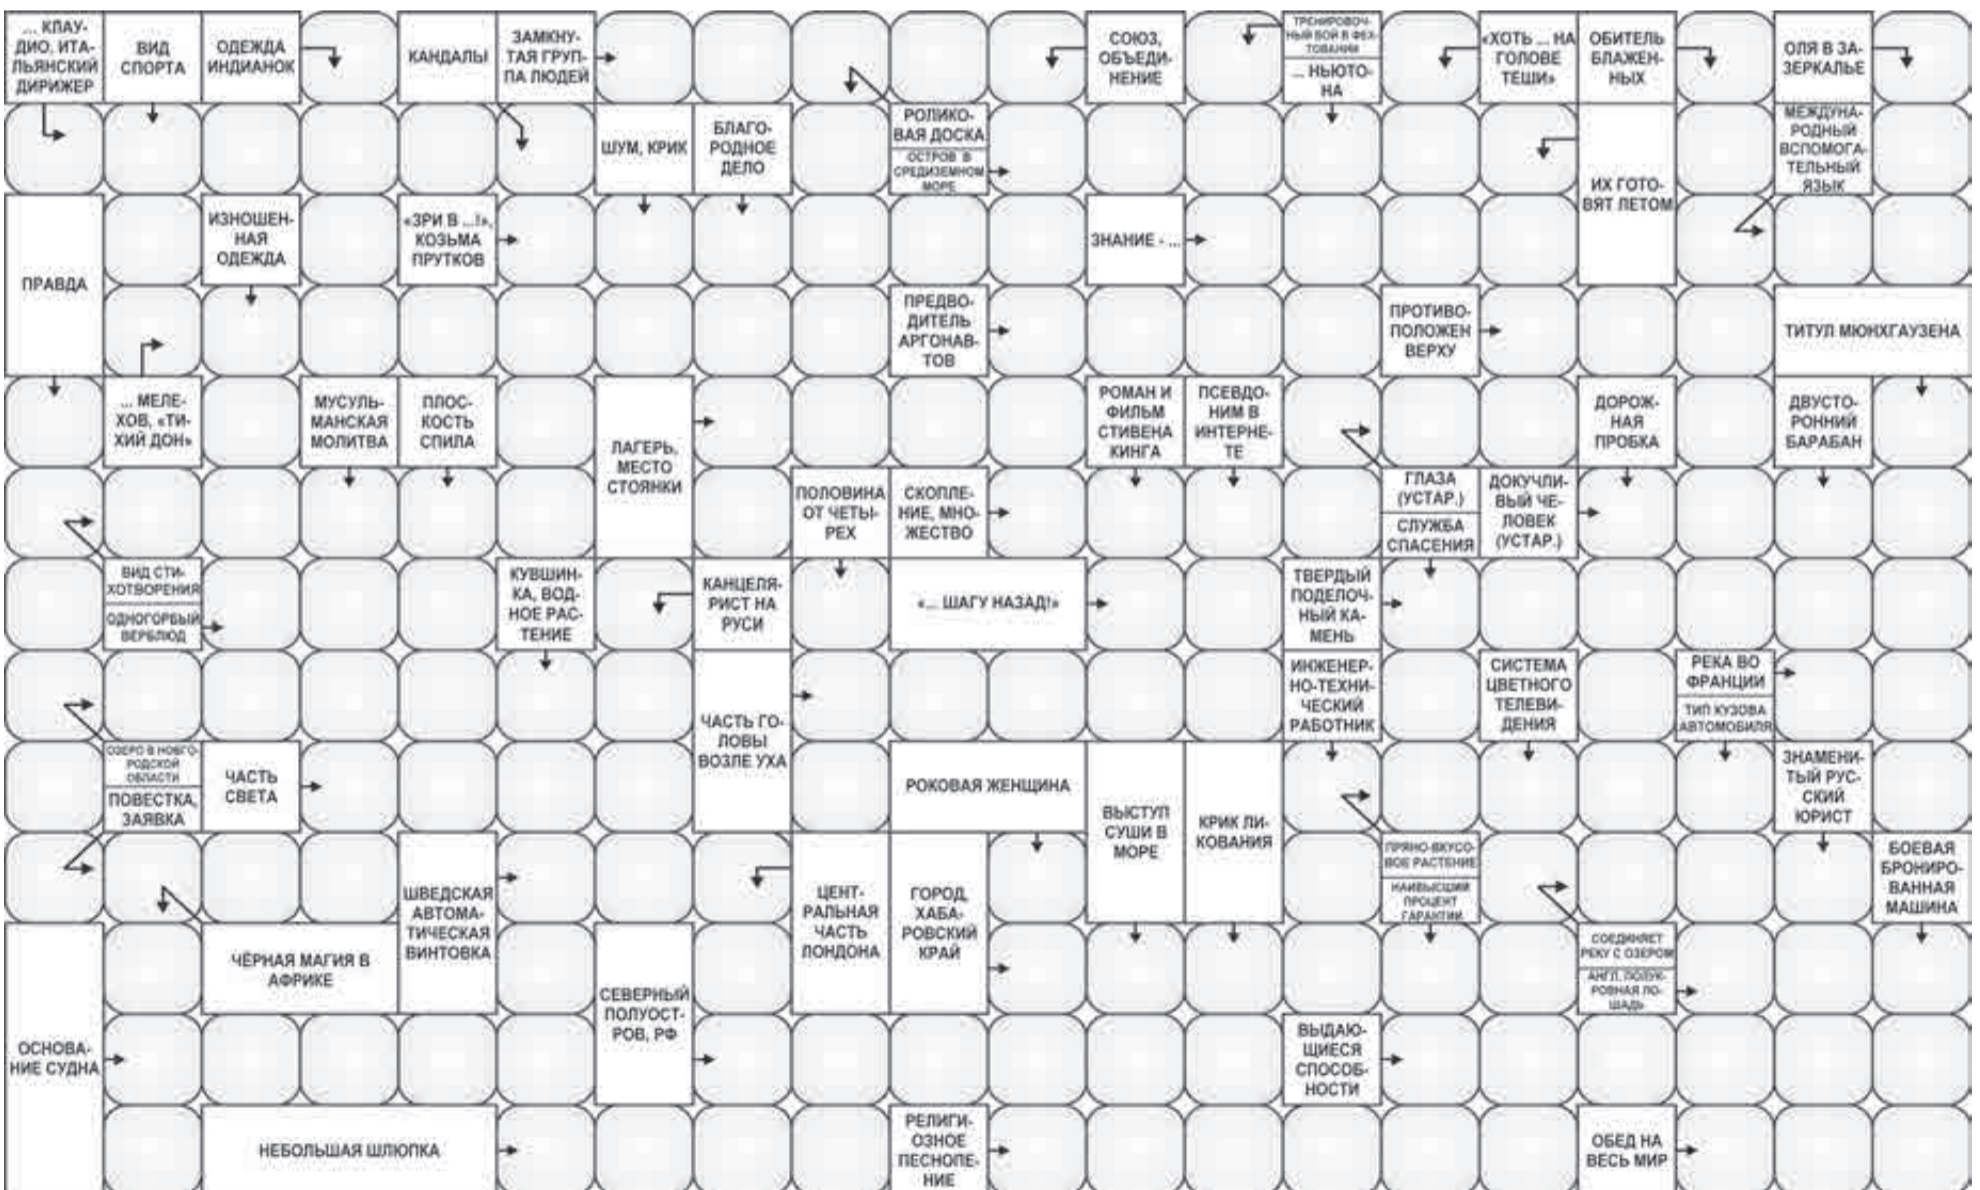 ... КЛАУ-
ДИО, ИТА-
ЛЬЯНСКИЙ
ДИРИЖЕР
ВИД
СПОРТА
ОДЕЖДА
ИНДИАНОК
КАНДАЛЫ
ЗАМКНУ-
ТАЯ ГРУП-
ПА ЛЮДЕЙ
СОЮЗ,
ОБЪЕДИ-
НЕНИЕ
ТРЕНИРОВОЧ-
НЫЙ БОЙ В ФЕХ-
ТОВАНИИ
... НЬЮТО-
НА
«ХОТЬ ... НА
ГОЛОВЕ
ТЕШИ»
ОБИТЕЛЬ
БЛАЖЕН-
НЫХ
ОЛЯ В ЗА-
ЗЕРКАЛЬЕ
ШУМ, КРИК
БЛАГО-
РОДНОЕ
ДЕЛО
РОЛИКО-
ВАЯ ДОСКА
ОСТРОВ В
СРЕДИЗЕМНОМ
МОРЕ
ИХ ГОТО-
ВЯТ ЛЕТОМ
МЕЖДУНА-
РОДНЫЙ
ВСПОМОГА-
ТЕЛЬНЫЙ
ЯЗЫК
ПРАВДА
ИЗНОШЕН-
НАЯ
ОДЕЖДА
«ЗРИ В ...!»,
КОЗЬМА
ПРУТКОВ
ЗНАНИЕ - ...
ПРЕДВО-
ДИТЕЛЬ
АРГОНАВ-
ТОВ
ПРОТИВО-
ПОЛОЖЕН
ВЕРХУ
ТИТУЛ МЮНХГАУЗЕНА
... МЕЛЕ-
ХОВ, «ТИ-
ХИЙ ДОН»
МУСУЛЬ-
МАНСКАЯ
МОЛИТВА
ПЛОС-
КОСТЬ
СПИЛА
ЛАГЕРЬ,
МЕСТО
СТОЯНКИ
РОМАН И
ФИЛЬМ
СТИВЕНА
КИНГА
ПСЕВДО-
НИМ В
ИНТЕРНЕ-
ТЕ
ДОРОЖ-
НАЯ
ПРОБКА
ДВУСТО-
РОННИЙ
БАРАБАН
ПОЛОВИНА
ОТ ЧЕТЫ-
РЕХ
СКОПЛЕ-
НИЕ, МНО-
ЖЕСТВО
ГЛАЗА
(УСТАР.)
СЛУЖБА
СПАСЕНИЯ
ДОКУЧЛИ-
ВЫЙ ЧЕ-
ЛОВЕК
(УСТАР.)
ВИД СТИ-
ХОТВОРЕНИЯ
ОДНОГОРБЫЙ
ВЕРБЛЮД
КУВШИН-
КА, ВОД-
НОЕ РАС-
ТЕНИЕ
КАНЦЕЛЯ-
РИСТ НА
РУСИ
«... ШАГУ НАЗАД!»
ТВЕРДЫЙ
ПОДЕЛОЧ-
НЫЙ КА-
МЕНЬ
ЧАСТЬ ГО-
ЛОВЫ
ВОЗЛЕ УХА
ИНЖЕНЕР-
НО-ТЕХНИ-
ЧЕСКИЙ
РАБОТНИК
СИСТЕМА
ЦВЕТНОГО
ТЕЛЕВИ-
ДЕНИЯ
РЕКА ВО
ФРАНЦИИ
ТИП КУЗОВА
АВТОМОБИЛЯ
ОЗЕРО В НОВГО-
РОДСКОЙ
ОБЛАСТИ
ПОВЕСТКА,
ЗАЯВКА
ЧАСТЬ
СВЕТА
РОКОВАЯ ЖЕНЩИНА
ВЫСТУП
СУШИ В
МОРЕ
КРИК ЛИ-
КОВАНИЯ
ЗНАМЕНИ-
ТЫЙ РУС-
СКИЙ
ЮРИСТ
ШВЕДСКАЯ
АВТОМА-
ТИЧЕСКАЯ
ВИНТОВКА
ЦЕНТ-
РАЛЬНАЯ
ЧАСТЬ
ЛОНДОНА
ГОРОД,
ХАБА-
РОВСКИЙ
КРАЙ
ПРЯНО-ВКУСО-
ВОЕ РАСТЕНИЕ
НАИВЫСШИЙ
ПРОЦЕНТ
ГАРАНТИИ
БОЕВАЯ
БРОНИРО-
ВАННАЯ
МАШИНА
ЧЁРНАЯ МАГИЯ В
АФРИКЕ
СЕВЕРНЫЙ
ПОЛУОСТ-
РОВ, РФ
СОЕДИНЯЕТ
РЕКУ С ОЗЕРОМ
АНГЛ. ПОЛУК-
РОВНАЯ ЛО-
ШАДЬ
ОСНОВА-
НИЕ СУДНА
ВЫДАЮ-
ЩИЕСЯ
СПОСОБ-
НОСТИ
НЕБОЛЬШАЯ ШЛЮПКА
РЕЛИГИ-
ОЗНОЕ
ПЕСНОПЕ-
НИЕ
ОБЕД НА
ВЕСЬ МИР